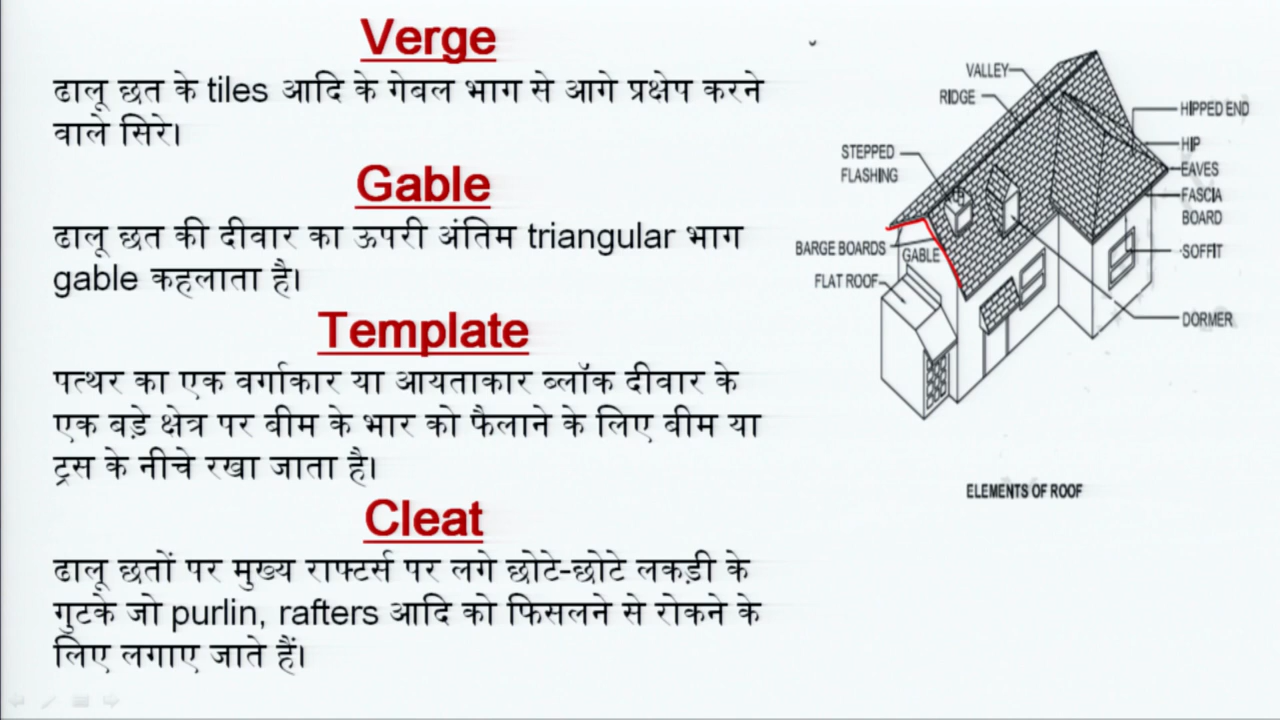 Verge
ढालू छत के tiles आदि के गेबल भाग से आगे प्रक्षेप करने
वाले सिरे।
Gable
ढालू छत की दीवार का ऊपरी अंतिम triangular भाग
gable कहलाता है।
Template
पत्थर का एक वर्गाकार या आयताकार ब्लॉक दीवार के
एक बड़े क्षेत्र पर बीम के भार को फैलाने के लिए बीम या
ट्रस के नीचे रखा जाता है।
Cleat
ढालू छतों पर मुख्य राफ्टर्स पर लगे छोटे-छोटे लकड़ी के
गुटके जो purlin, rafters आदि को फिसलने से रोकने के
लिए लगाए जाते हैं।
VALLEY
RIDGE
STEPPED
FLASHING
BARGE BOARDS
GABLE
FLAT ROOF
HIPPED END
HIP
EAVES
FASCIA
BOARD
SOFFIT
DORMER
ELEMENTS OF ROOF